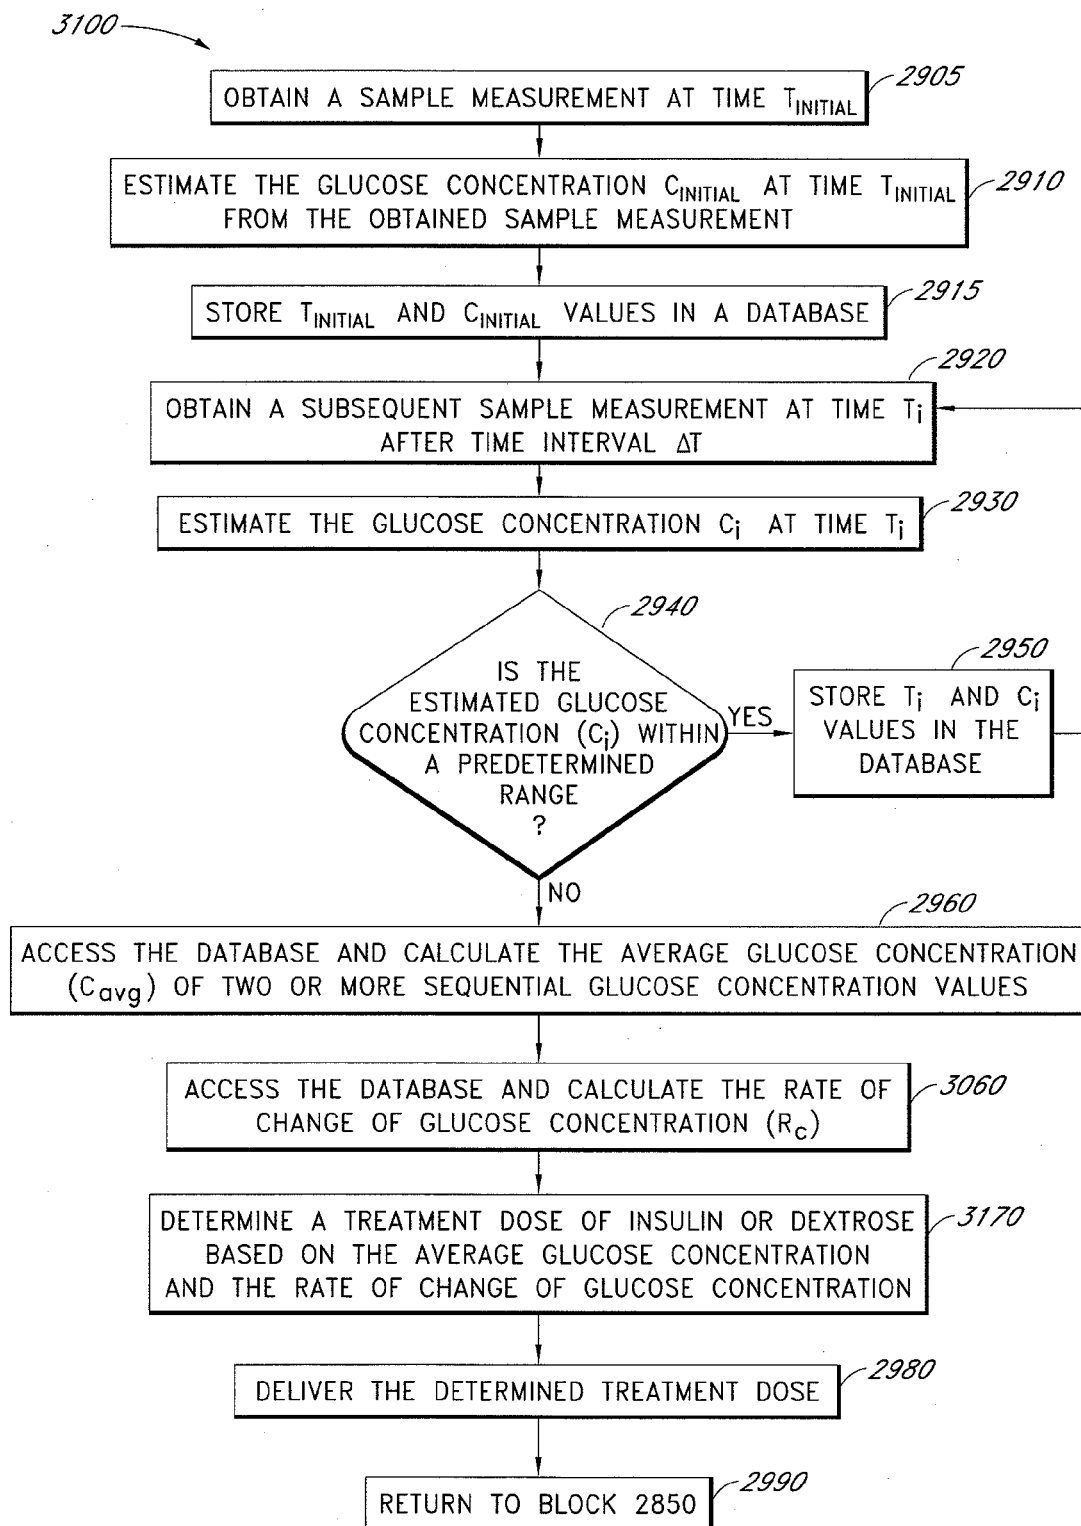 3100
2905
OBTAIN A SAMPLE MEASUREMENT AT TIME TINITIAL
2910
ESTIMATE THE GLUCOSE CONCENTRATION CINITIAL AT TIME TINITIAL
FROM THE OBTAINED SAMPLE MEASUREMENT
2915
STORE TINITIAL AND CINITIAL VALUES IN A DATABASE
2920
OBTAIN A SUBSEQUENT SAMPLE MEASUREMENT AT TIME Ti
AFTER TIME INTERVAL ΔT
2930
ESTIMATE THE GLUCOSE CONCENTRATION Ci AT TIME Ti
2940
IS THE
ESTIMATED GLUCOSE
CONCENTRATION (Ci) WITHIN
A PREDETERMINED
RANGE
?
YES
2950
STORE Ti AND Ci
VALUES IN THE
DATABASE
NO
2960
ACCESS THE DATABASE AND CALCULATE THE AVERAGE GLUCOSE CONCENTRATION
(Cavg) OF TWO OR MORE SEQUENTIAL GLUCOSE CONCENTRATION VALUES
3060
ACCESS THE DATABASE AND CALCULATE THE RATE OF
CHANGE OF GLUCOSE CONCENTRATION (Rc)
3170
DETERMINE A TREATMENT DOSE OF INSULIN OR DEXTROSE
BASED ON THE AVERAGE GLUCOSE CONCENTRATION
AND THE RATE OF CHANGE OF GLUCOSE CONCENTRATION
2980
DELIVER THE DETERMINED TREATMENT DOSE
2990
RETURN TO BLOCK 2850